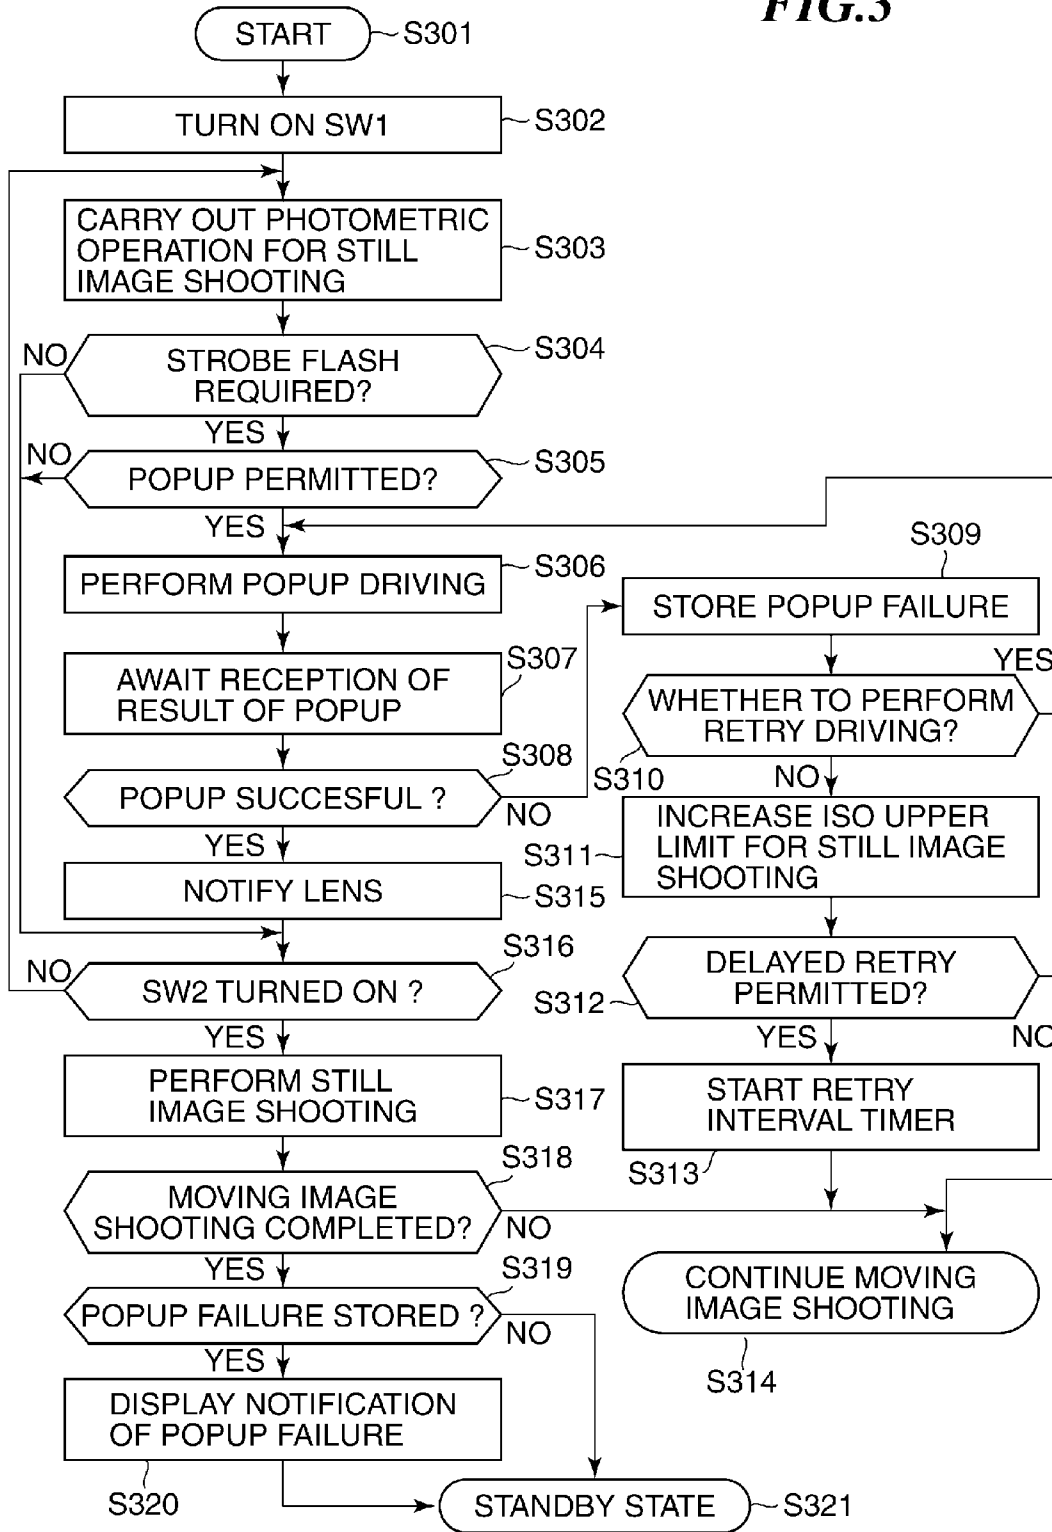 FIG.3
START
S301
TURN ON SW1
S302
CARRY OUT PHOTOMETRIC
OPERATION FOR STILL
IMAGE SHOOTING
S303
NO
STROBE FLASH
REQUIRED?
S304
YES
NO
POPUP PERMITTED?
S305
YES
PERFORM POPUP DRIVING
S306
AWAIT RECEPTION OF
RESULT OF POPUP
S307
POPUP SUCCESFUL ?
S308
NO
YES
NOTIFY LENS
S315
NO
SW2 TURNED ON ?
S316
YES
PERFORM STILL
IMAGE SHOOTING
S317
MOVING IMAGE
SHOOTING COMPLETED?
S318
NO
YES
POPUP FAILURE STORED ?
S319
NO
YES
DISPLAY NOTIFICATION
OF POPUP FAILURE
S320
STANDBY STATE
S321
S309
STORE POPUP FAILURE
YES
WHETHER TO PERFORM
RETRY DRIVING?
S310
NO
INCREASE ISO UPPER
LIMIT FOR STILL IMAGE
SHOOTING
S311
DELAYED RETRY
PERMITTED?
S312
YES
NO
START RETRY
INTERVAL TIMER
S313
CONTINUE MOVING
IMAGE SHOOTING
S314